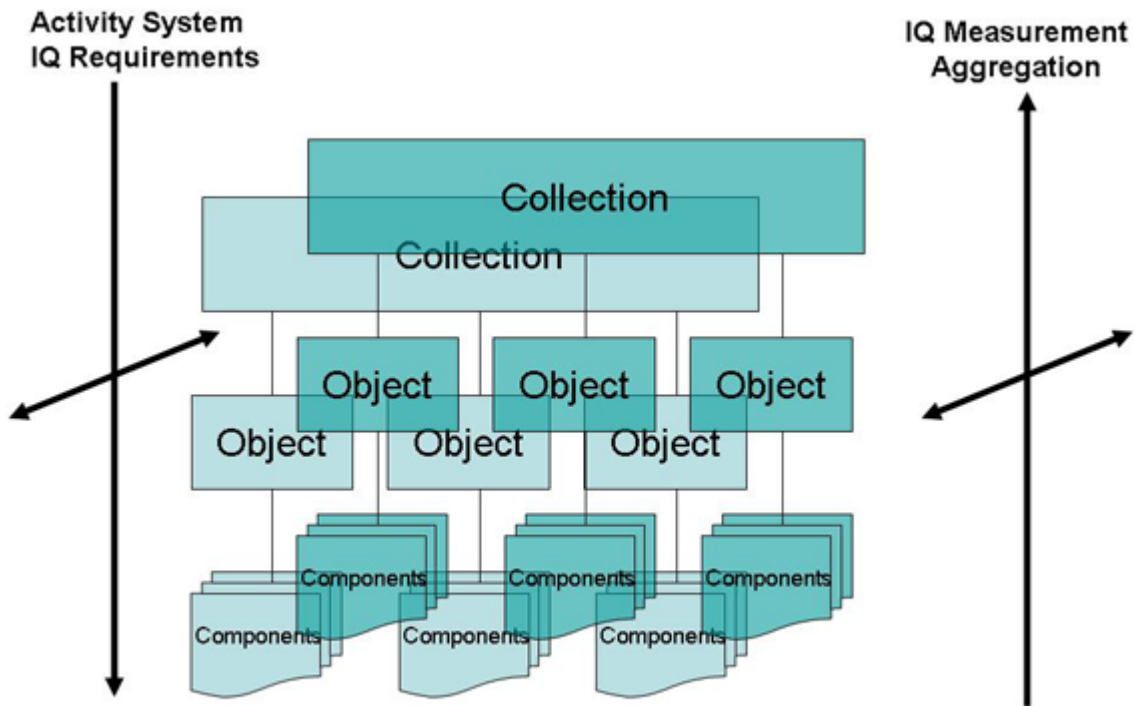 Activity System
IQ Requirements
IQ Measurement
Aggregation
Collection
Collection
Object
Object
Object
Object
Object
Object
Components
Components
Components
Components
Components
Components